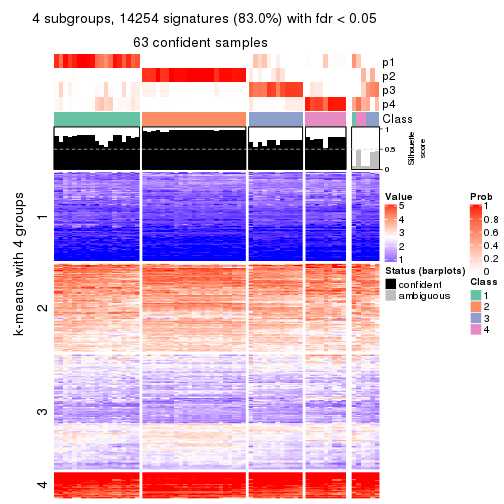 4 subgroups, 14254 signatures (83.0%) with fdr < 0.05
63 confident samples
p1
p2
p3
p4
Class
1
0.5
0
Silhouette
score
k-means with 4 groups
1
2
3
4
Value
5
4
3
2
1
Status (barplots)
confident
ambiguous
Prob
1
0.8
0.6
0.4
0.2
0
Class
1
2
3
4